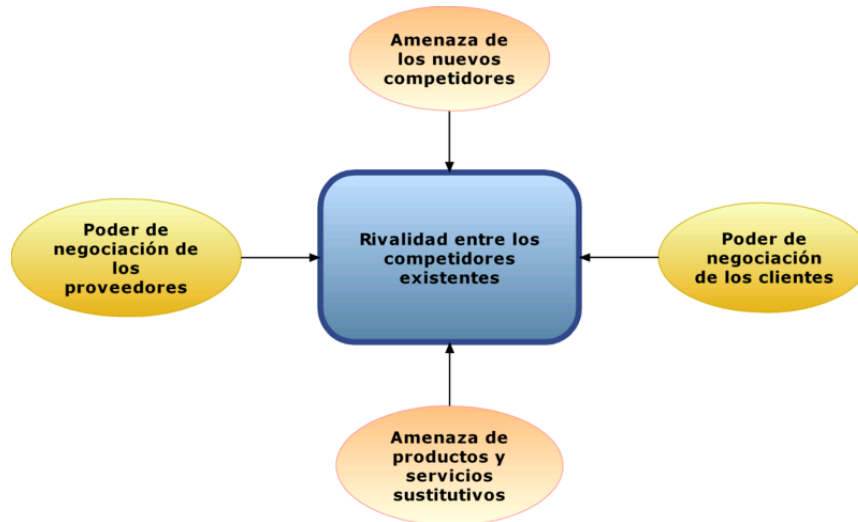 Amenaza de
los nuevos
competidores
Poder de
negociación de
los
proveedores
Rivalidad entre los
competidores
existentes
Poder de
negociación
de los clientes
Amenaza de
productos y
servicios
sustitutivos